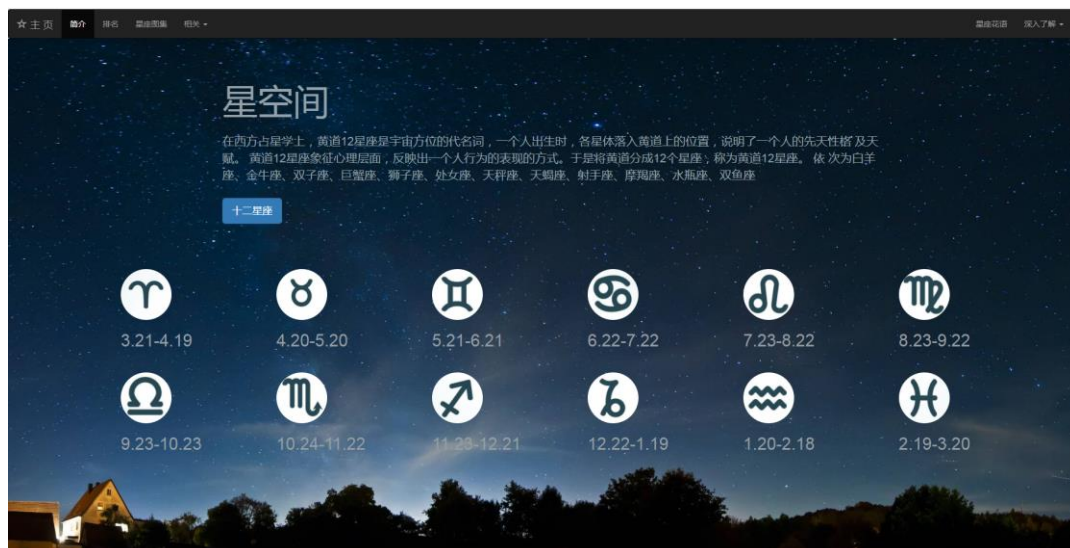 ☆主页 简介 排名 星座图集 相关 星座花语 深入了解
星空间
在西方占星学上，黄道12星座是宇宙方位的代名词，一个人出生时，各星体落入黄道上的位置，说明了一个人的先天性格 及天
赋。 黄道12星座象征心理层面，反映出一个人行为的表现的方式。于是将黄道分成12个星座，称为黄道12星座。 依 次为白羊
座、金牛座、双子座、巨蟹座、狮子座、处女座、天秤座、天蝎座、射手座、摩羯座、水瓶座、双鱼座
十二星座
3.21-4.19 4.20-5.20 5.21-6.21 6.22-7.22 7.23-8.22 8.23-9.22
9.23-10.23 10.24-11.22 11.23-12.21 12.22-1.19 1.20-2.18 2.19-3.20